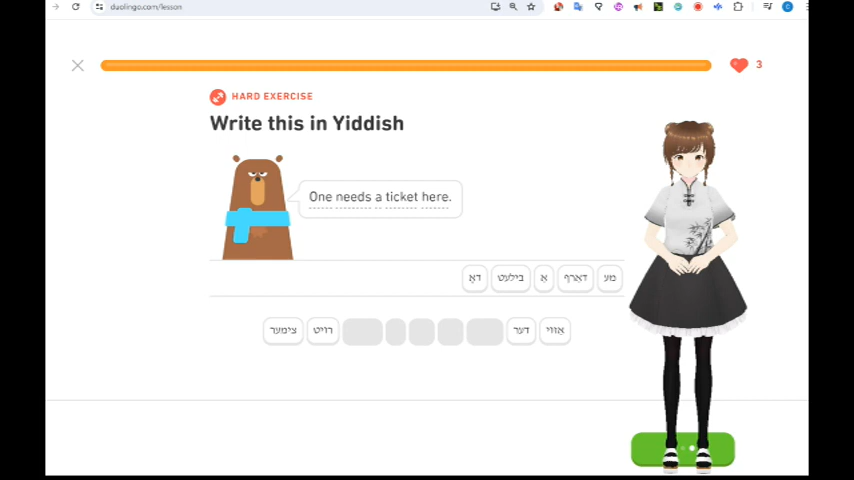 duolingo.com/lesson
3
HARD EXERCISE
Write this in Yiddish
One needs a ticket here.
מע דאַרף אַ בילעט דאָ
אַזוי דער רויט צימער